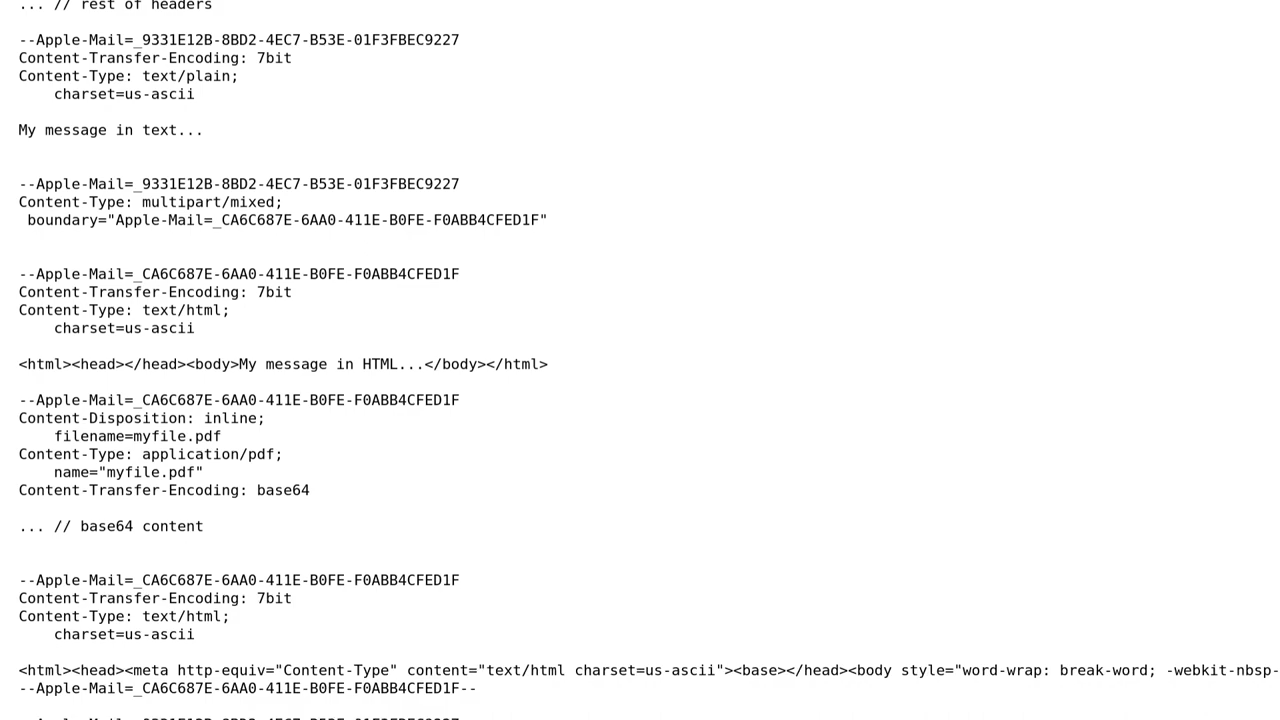 ... // rest of headers
--Apple-Mail=_9331E12B-8BD2-4EC7-B53E-01F3FBEC9227
Content-Transfer-Encoding: 7bit
Content-Type: text/plain;
    charset=us-ascii
My message in text...
--Apple-Mail=_9331E12B-8BD2-4EC7-B53E-01F3FBEC9227
Content-Type: multipart/mixed;
 boundary="Apple-Mail=_CA6C687E-6AA0-411E-B0FE-F0ABB4CFED1F"
--Apple-Mail=_CA6C687E-6AA0-411E-B0FE-F0ABB4CFED1F
Content-Transfer-Encoding: 7bit
Content-Type: text/html;
    charset=us-ascii
<html><head></head><body>My message in HTML...</body></html>
--Apple-Mail=_CA6C687E-6AA0-411E-B0FE-F0ABB4CFED1F
Content-Disposition: inline;
    filename=myfile.pdf
Content-Type: application/pdf;
    name="myfile.pdf"
Content-Transfer-Encoding: base64
... // base64 content
--Apple-Mail=_CA6C687E-6AA0-411E-B0FE-F0ABB4CFED1F
Content-Transfer-Encoding: 7bit
Content-Type: text/html;
    charset=us-ascii
<html><head><meta http-equiv="Content-Type" content="text/html charset=us-ascii"><base></head><body style="word-wrap: break-word; -webkit-nbsp-
--Apple-Mail=_CA6C687E-6AA0-411E-B0FE-F0ABB4CFED1F--